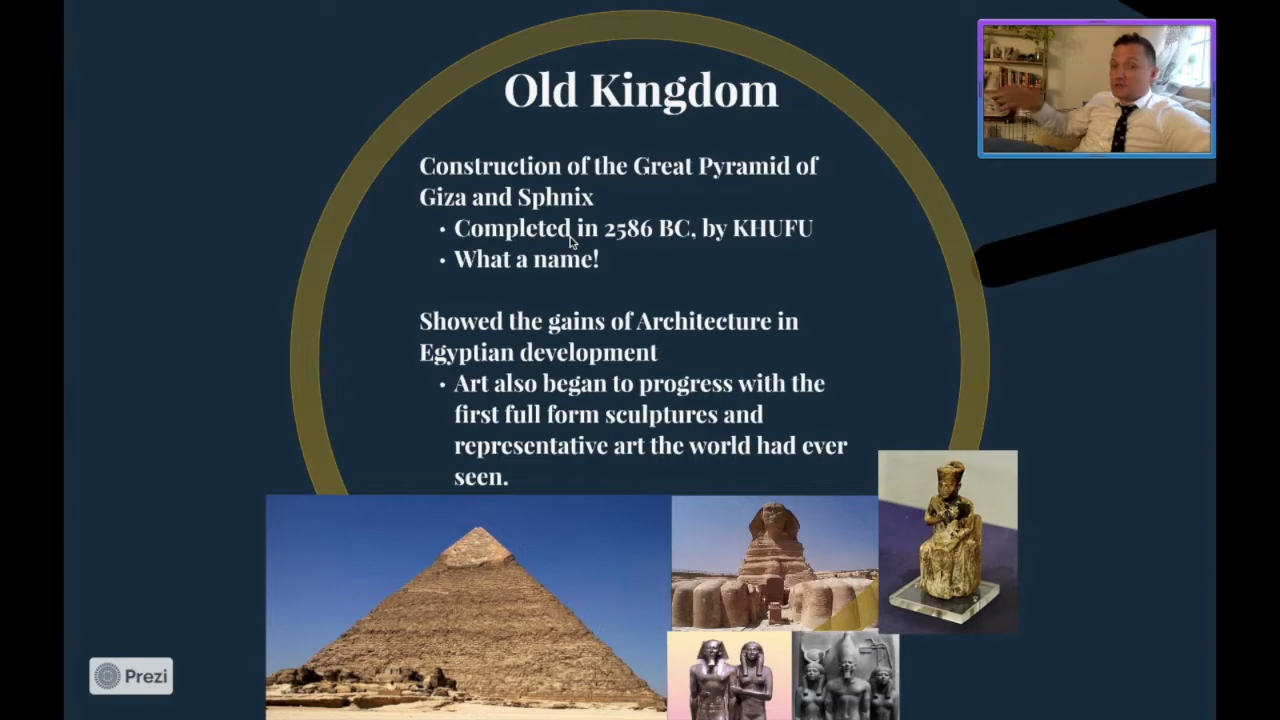 Old Kingdom
Construction of the Great Pyramid of
Giza and Sphnix
• Completed in 2586 BC, by KHUFU
• What a name!
Showed the gains of Architecture in
Egyptian development
• Art also began to progress with the
first full form sculptures and
representative art the world had ever
seen.
Prezi